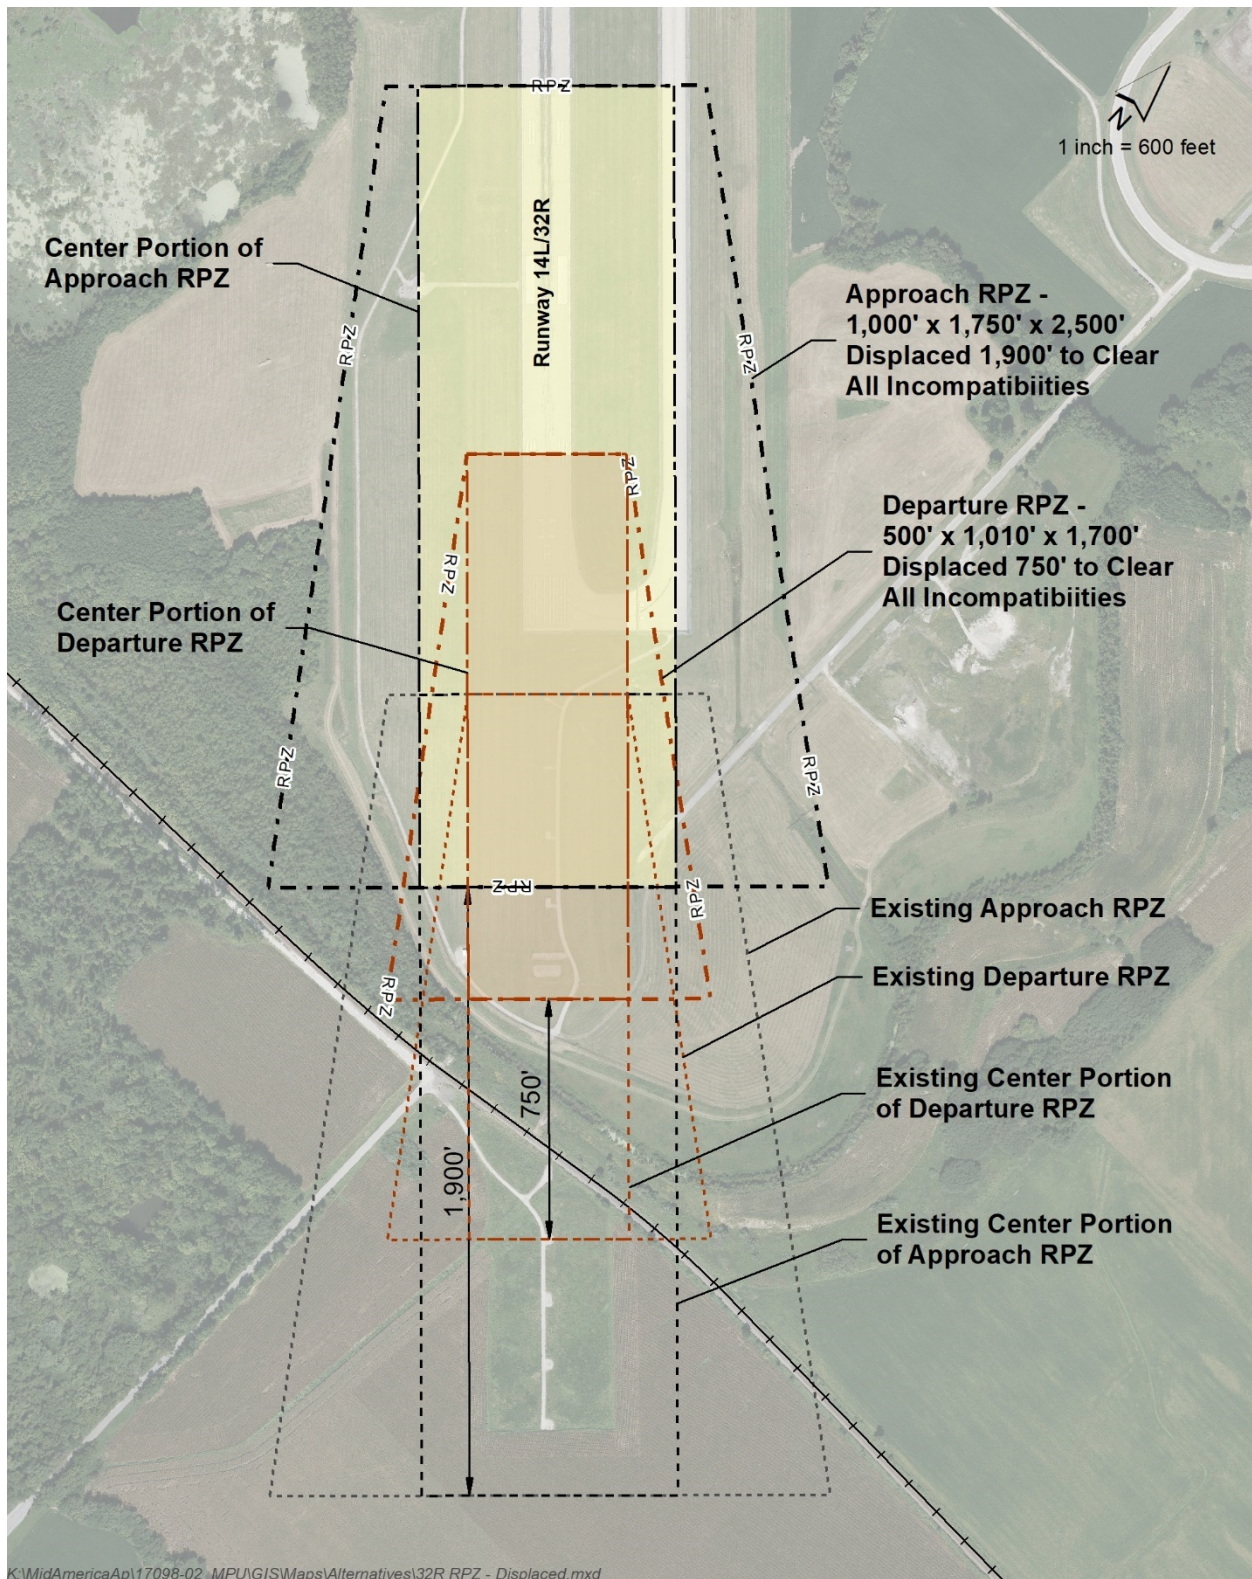 RPZ
N
1 inch = 600 feet
Center Portion of
Approach RPZ
Runway 14L/32R
RPZ
RPZ
Approach RPZ -
1,000' x 1,750' x 2,500'
Displaced 1,900' to Clear
All Incompatibiities
RPZ
RPZ
Departure RPZ -
500' x 1,010' x 1,700'
Displaced 750' to Clear
All Incompatibiities
Center Portion of
Departure RPZ
RPZ
RPZ
RPZ
RPZ
RPZ
Existing Approach RPZ
Existing Departure RPZ
750'
1,900'
Existing Center Portion
of Departure RPZ
Existing Center Portion
of Approach RPZ
K:\MidAmericaAp\17098-02_MPU\GIS\Maps\Alternatives\32R RPZ - Displaced.mxd